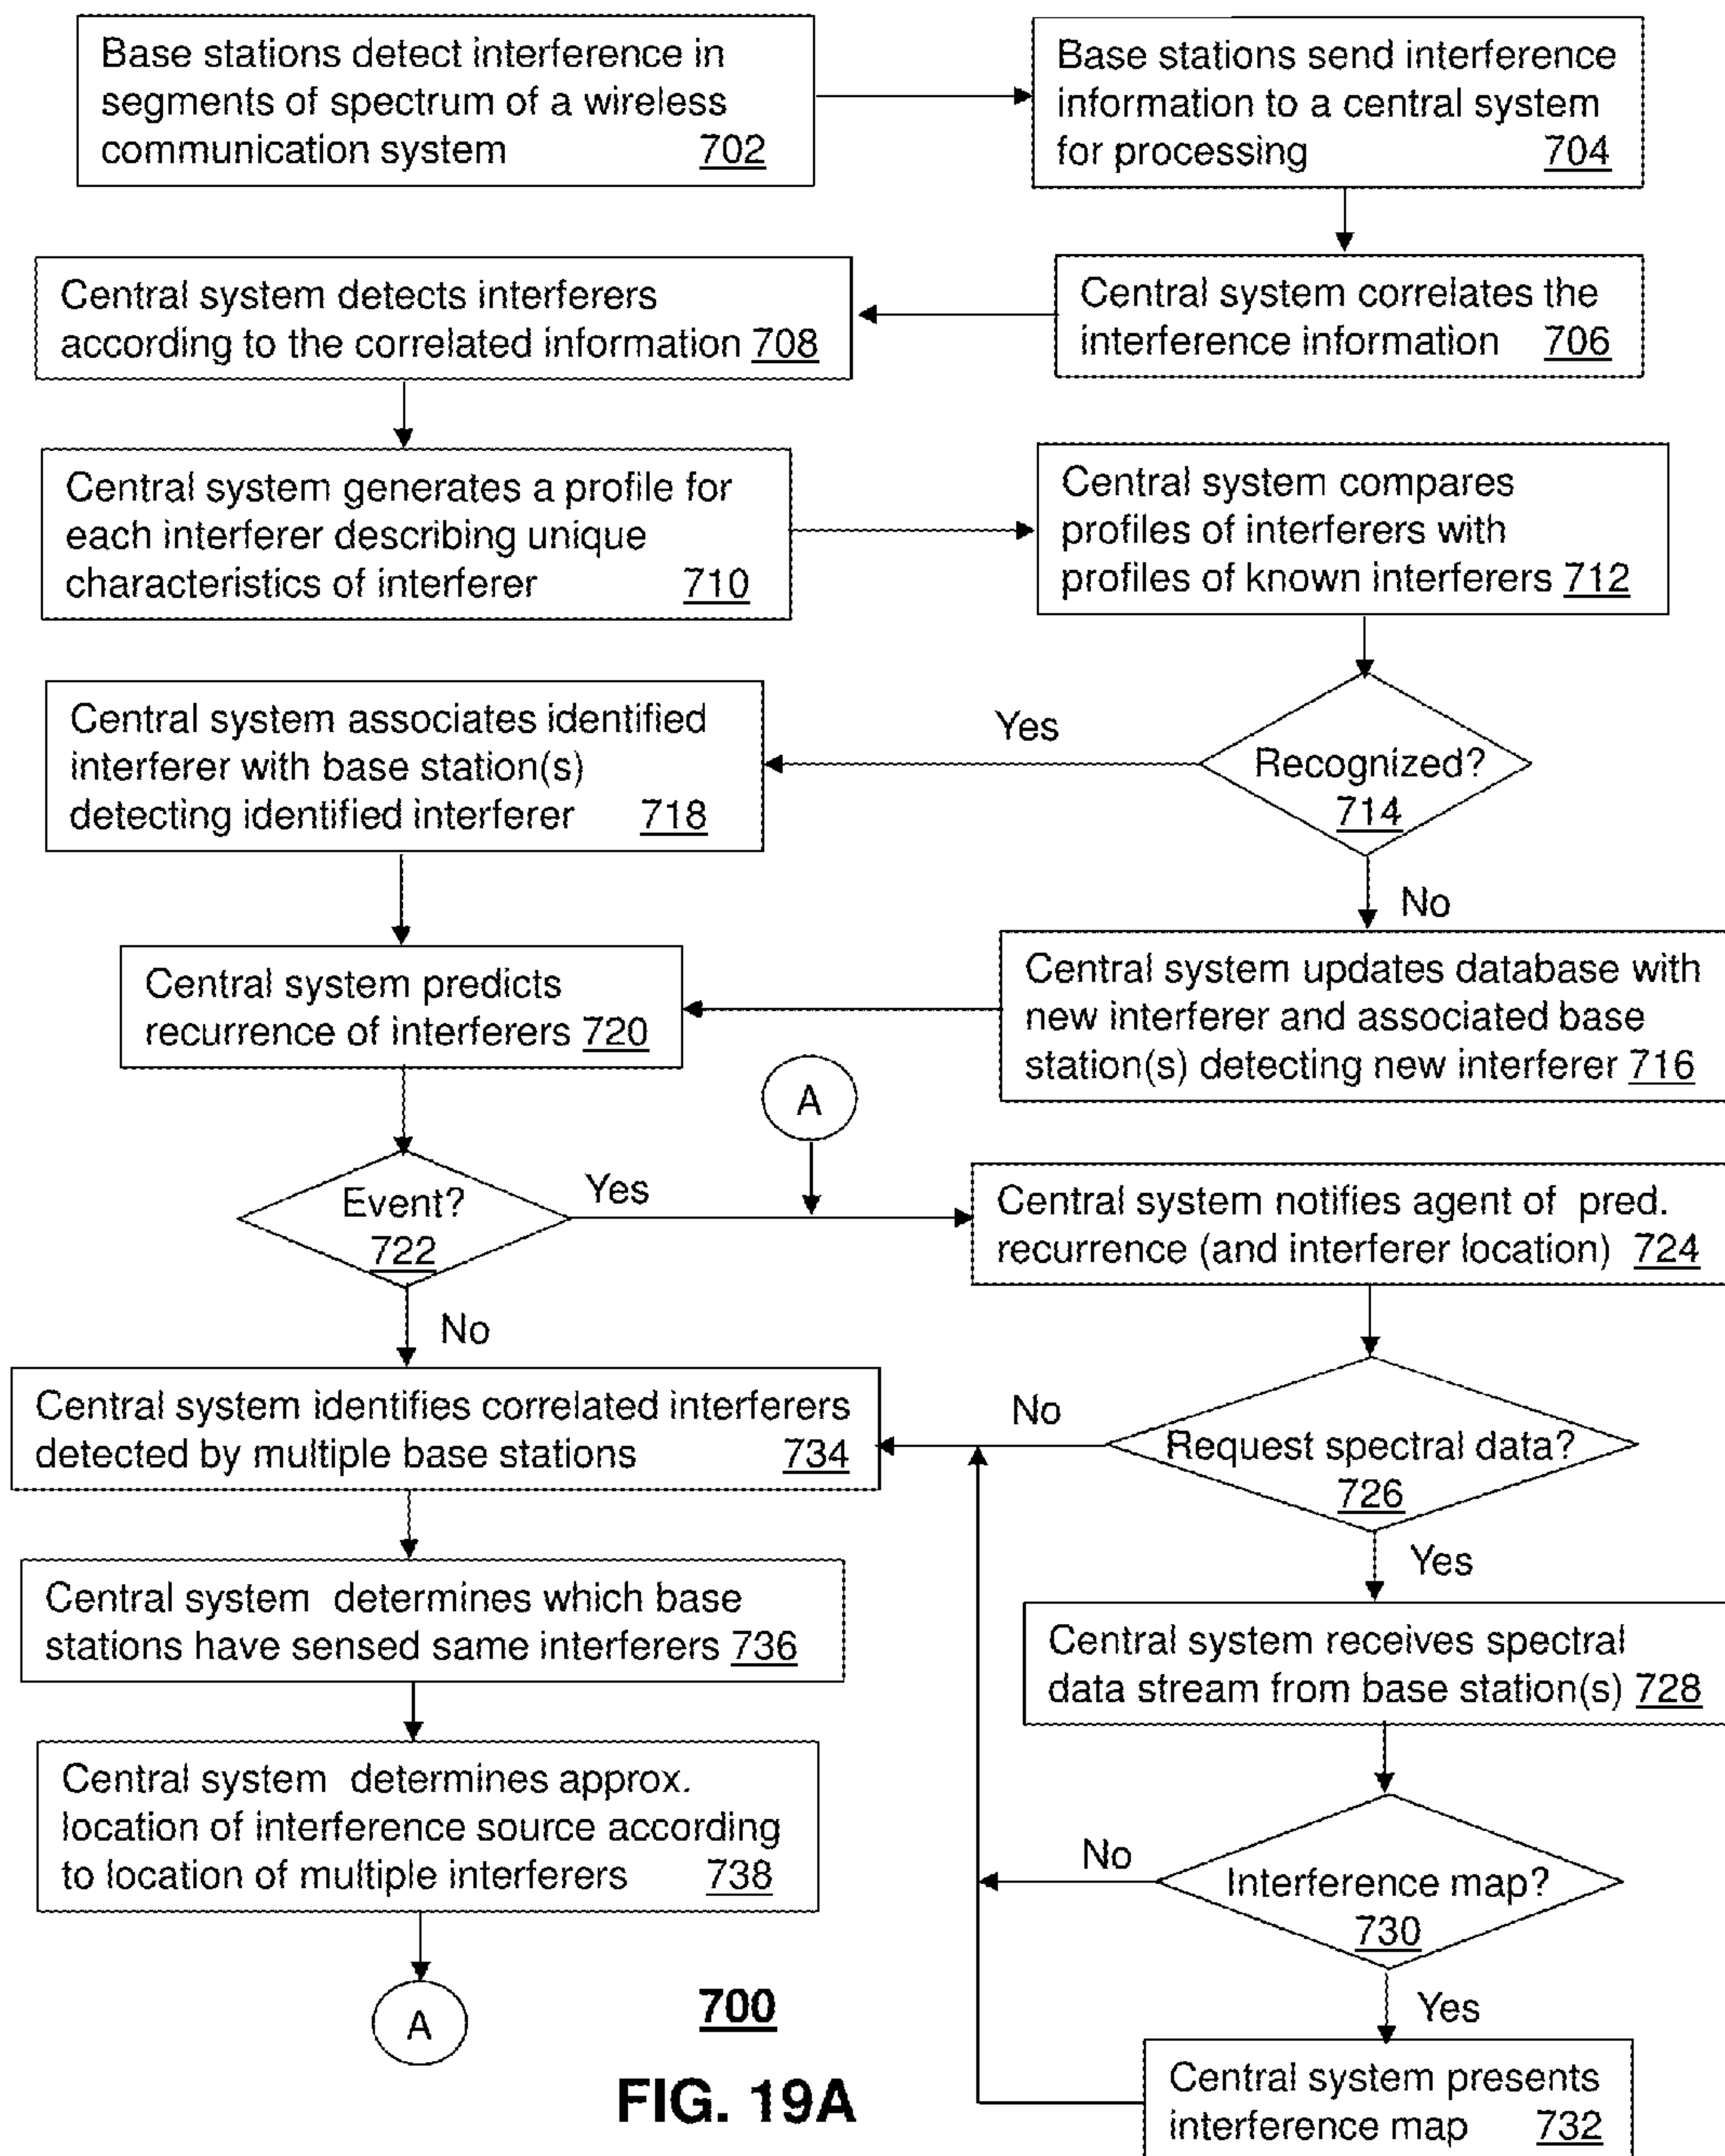 Base stations detect interference in
segments of spectrum of a wireless
communication system 702
Base stations send interference
information to a central system
for processing 704
Central system detects interferers
according to the correlated information 708
Central system correlates the
interference information 706
Central system generates a profile for
each interferer describing unique
characteristics of interferer 710
Central system compares
profiles of interferers with
profiles of known interferers 712
Central system associates identified
interferer with base station(s)
detecting identified interferer 718
Yes
Recognized?
714
No
Central system predicts
recurrence of interferers 720
Central system updates database with
new interferer and associated base
station(s) detecting new interferer 716
A
Event?
722
Yes
No
Central system notifies agent of pred.
recurrence (and interferer location) 724
Central system identifies correlated interferers
detected by multiple base stations 734
No
Request spectral data?
726
Yes
Central system determines which base
stations have sensed same interferers 736
Central system receives spectral
data stream from base station(s) 728
Central system determines approx.
location of interference source according
to location of multiple interferers 738
No
Interference map?
730
Yes
A
700
FIG. 19A
Central system presents
interference map 732